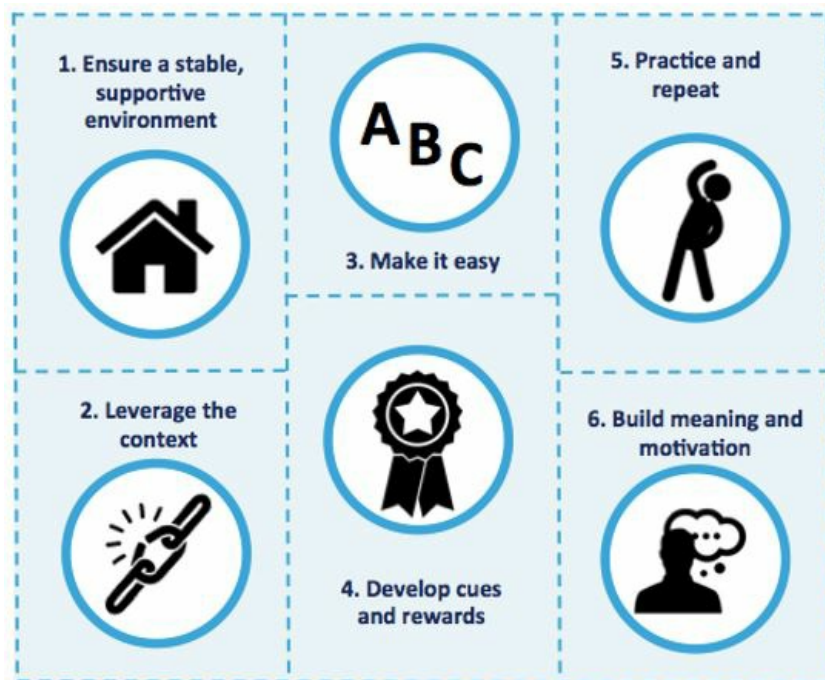 1. Ensure a stable,
supportive
environment
2. Leverage the
context
A B C
3. Make it easy
4. Develop cues
and rewards
5. Practice and
repeat
6. Build meaning and
motivation